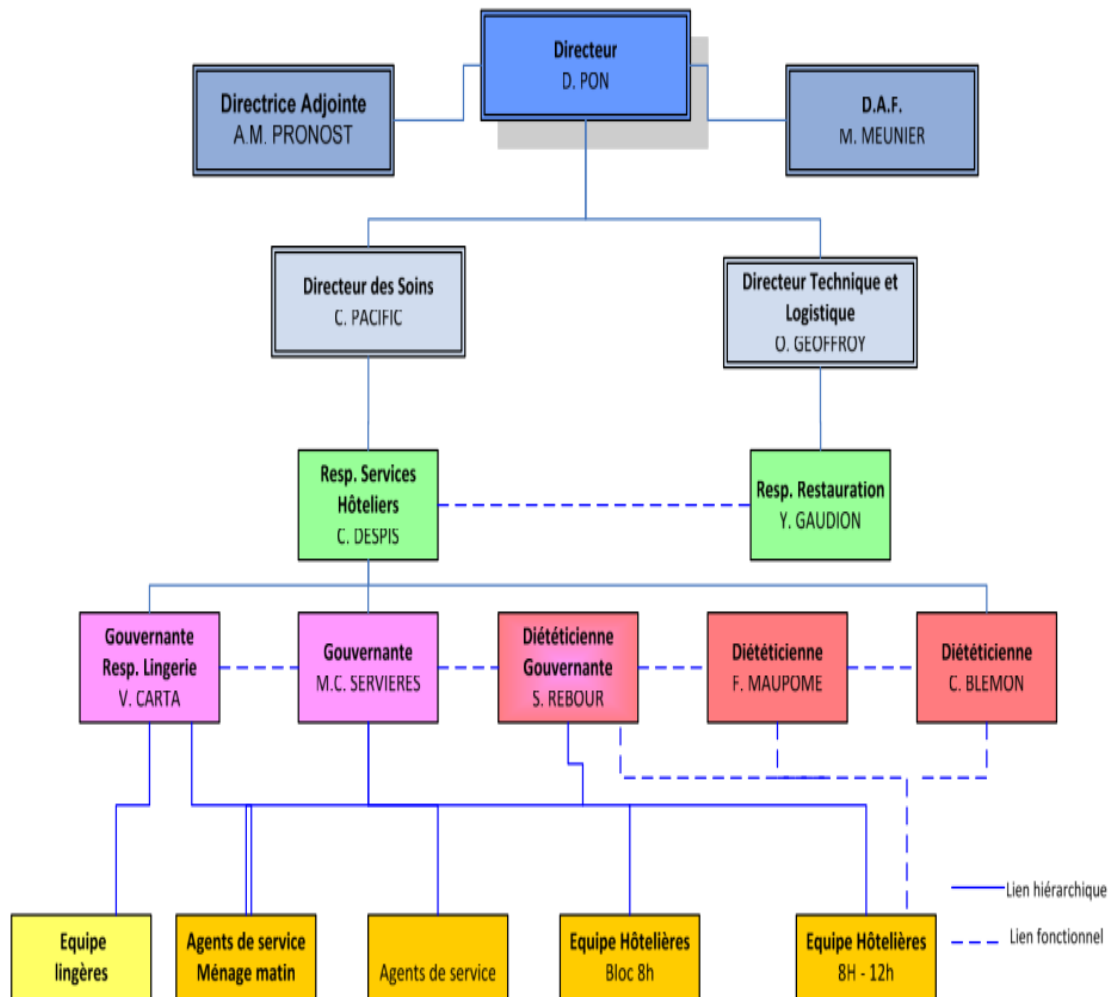 Directeur
D. PON
Directrice Adjointe
A.M. PRONOST
D.A.F.
M. MEUNIER
Directeur des Soins
C. PACIFIC
Directeur Technique et
Logistique
O. GEOFFROY
Resp. Services
Hôteliers
C. DESPIS
Resp. Restauration
Y. GAUDION
Gouvernante
Resp. Lingerie
V. CARTA
Gouvernante
M.C. SERVIERES
Diététicienne
Gouvernante
S. REBOUR
Diététicienne
F. MAUPOME
Diététicienne
C. BLEMON
Lien hiérarchique
Lien fonctionnel
Equipe
lingères
Agents de service
Ménage matin
Agents de service
Equipe Hôtelières
Bloc 8h
Equipe Hôtelières
8H - 12h